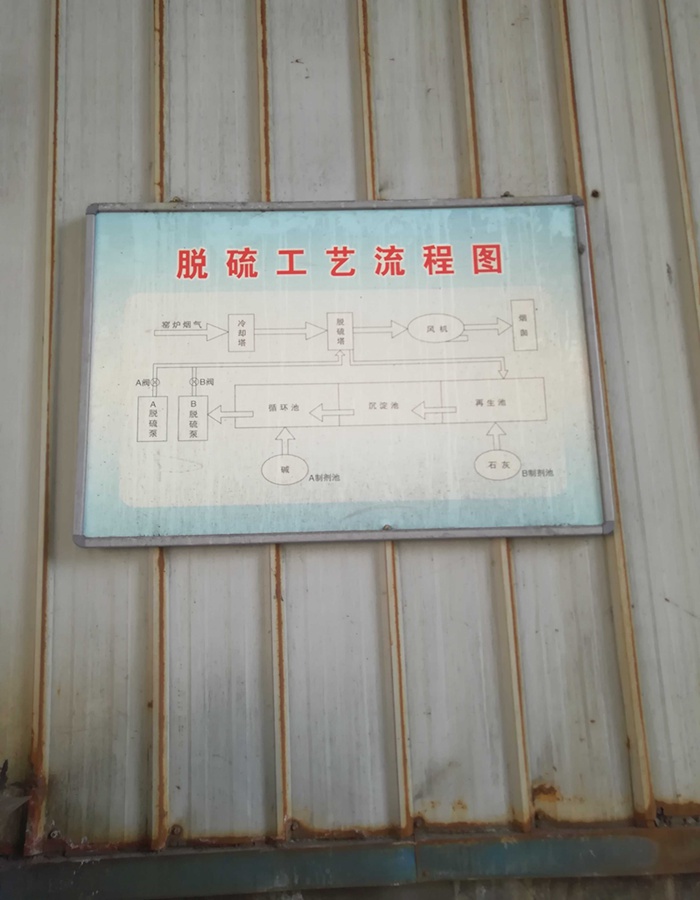 脱硫工艺流程图
窑炉烟气
冷却塔
脱硫塔
风机
烟囱
A阀
B阀
A脱硫泵
B脱硫泵
循环池
沉淀池
再生池
碱
A制剂池
石灰
B制剂池